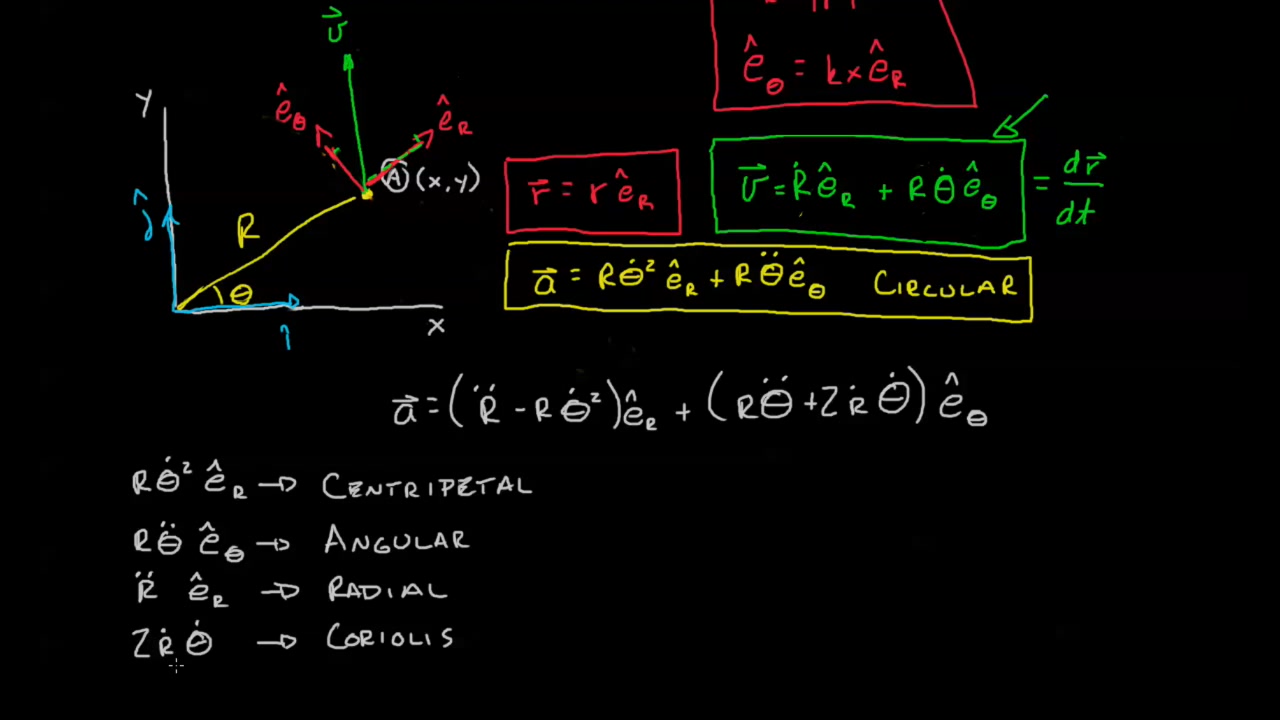 v⃗
ê_θ = k × ê_R
Y
ê_θ
ê_R
A (x, y)
r⃗ = r ê_R
v⃗ = Ṙ ê_R + R θ̇ ê_θ = dr⃗/dt
ĵ
R
θ
a⃗ = R θ̇² ê_R + R θ̈ ê_θ CIRCULAR
X
î
a⃗ = (R̈ - R θ̇²) ê_R + (R θ̈ + 2 Ṙ θ̇) ê_θ
R θ̇² ê_R → CENTRIPETAL
R θ̈ ê_θ → ANGULAR
R̈ ê_R → RADIAL
2 Ṙ θ̇ → CORIOLIS